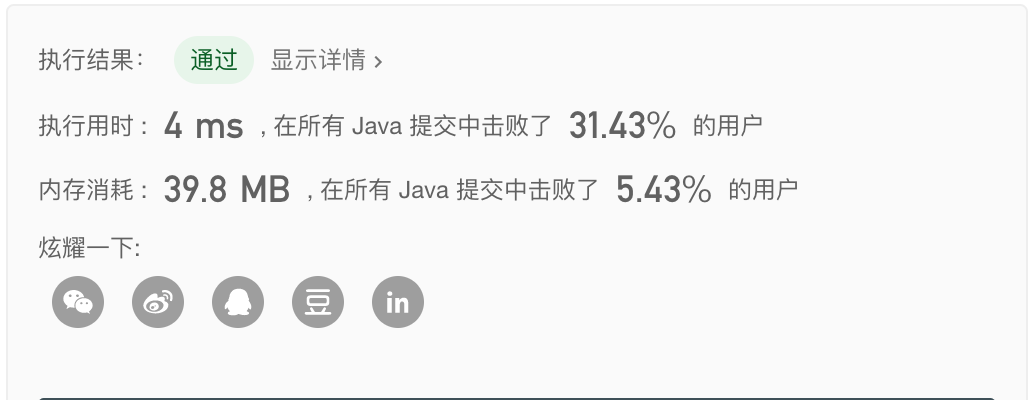 执行结果： 通过 显示详情 ›
执行用时： 4 ms ，在所有 Java 提交中击败了 31.43% 的用户
内存消耗： 39.8 MB ，在所有 Java 提交中击败了 5.43% 的用户
炫耀一下:
豆 in